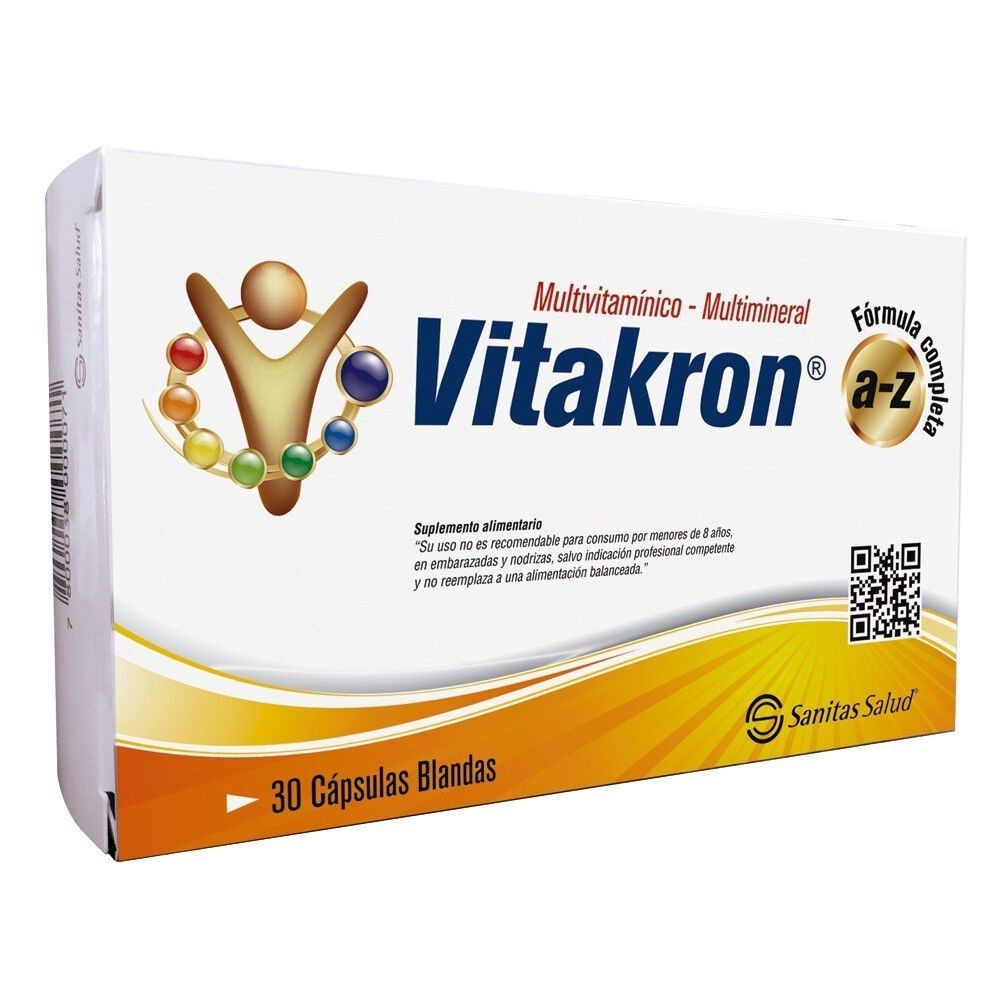 Sanitas Salud
Multivitamínico - Multimineral
Vitakron®
Fórmula completa
a-z
Suplemento alimentario
“Su uso no es recomendable para consumo por menores de 8 años,
en embarazadas y nodrizas, salvo indicación profesional competente
y no reemplaza a una alimentación balanceada.”
Sanitas Salud®
30 Cápsulas Blandas